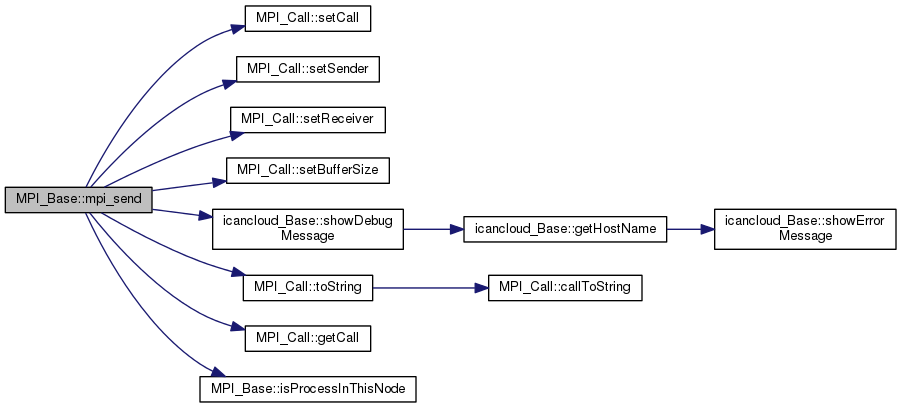 MPI_Call::setCall
MPI_Call::setSender
MPI_Call::setReceiver
MPI_Call::setBufferSize
MPI_Base::mpi_send
icancloud_Base::showDebug
Message
icancloud_Base::getHostName
icancloud_Base::showError
Message
MPI_Call::toString
MPI_Call::callToString
MPI_Call::getCall
MPI_Base::isProcessInThisNode